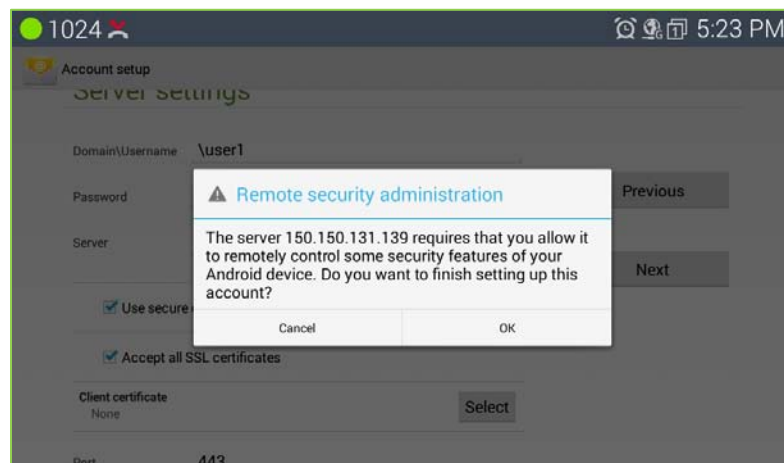 1024
5:23 PM
Account setup
Server settings
Domain\Username \user1
Password
Previous
Remote security administration
The server 150.150.131.139 requires that you allow it
to remotely control some security features of your
Android device. Do you want to finish setting up this
account?
Cancel OK
Server
Next
Use secure
Accept all SSL certificates
Client certificate
None
Select
Port 443